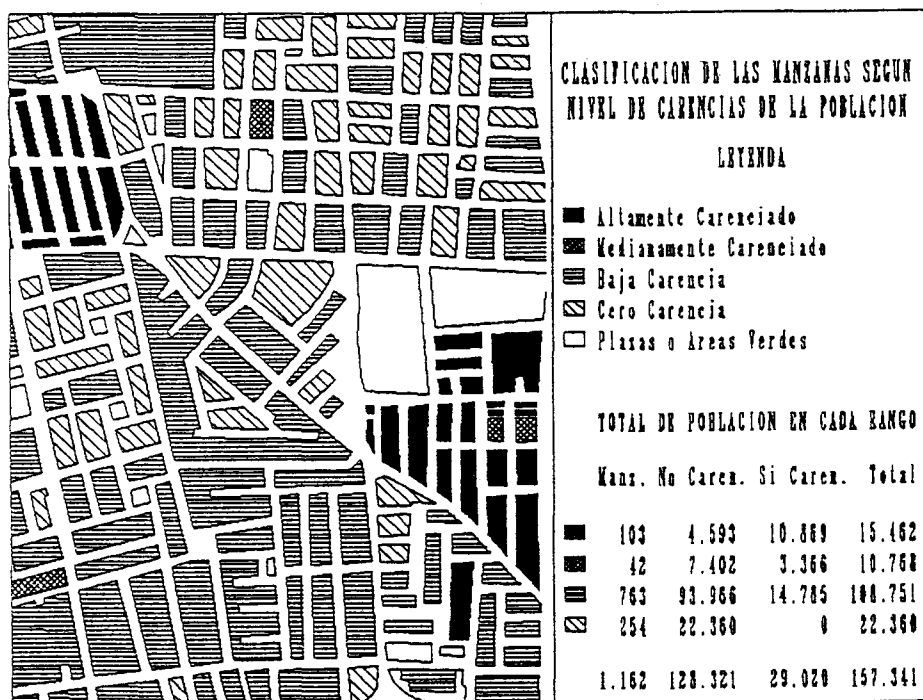 CLASIFICACION DE LAS MANZANAS SEGUN
NIVEL DE CARENCIAS DE LA POBLACION
LEYENDA
Altamente Carenciado
Medianamente Carenciado
Baja Carencia
Cero Carencia
Plazas o Areas Verdes
TOTAL DE POBLACION EN CADA RANGO
Manz. No Caren. Si Caren. Total
103 4.593 10.869 15.462
42 7.402 3.366 10.768
763 93.966 14.785 108.751
254 22.360 0 22.360
1.162 128.321 29.020 157.341